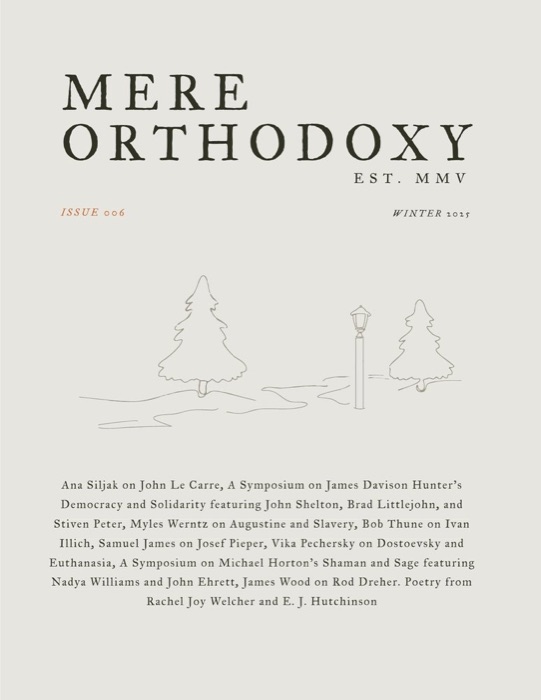 MERE
ORTHODOXY
EST. MMV
ISSUE 006
WINTER 2025
Ana Siljak on John Le Carre, A Symposium on James Davison Hunter's
Democracy and Solidarity featuring John Shelton, Brad Littlejohn, and
Stiven Peter, Myles Werntz on Augustine and Slavery, Bob Thune on Ivan
Illich, Samuel James on Josef Pieper, Vika Pechersky on Dostoevsky and
Euthanasia, A Symposium on Michael Horton's Shaman and Sage featuring
Nadya Williams and John Ehrett, James Wood on Rod Dreher. Poetry from
Rachel Joy Welcher and E. J. Hutchinson